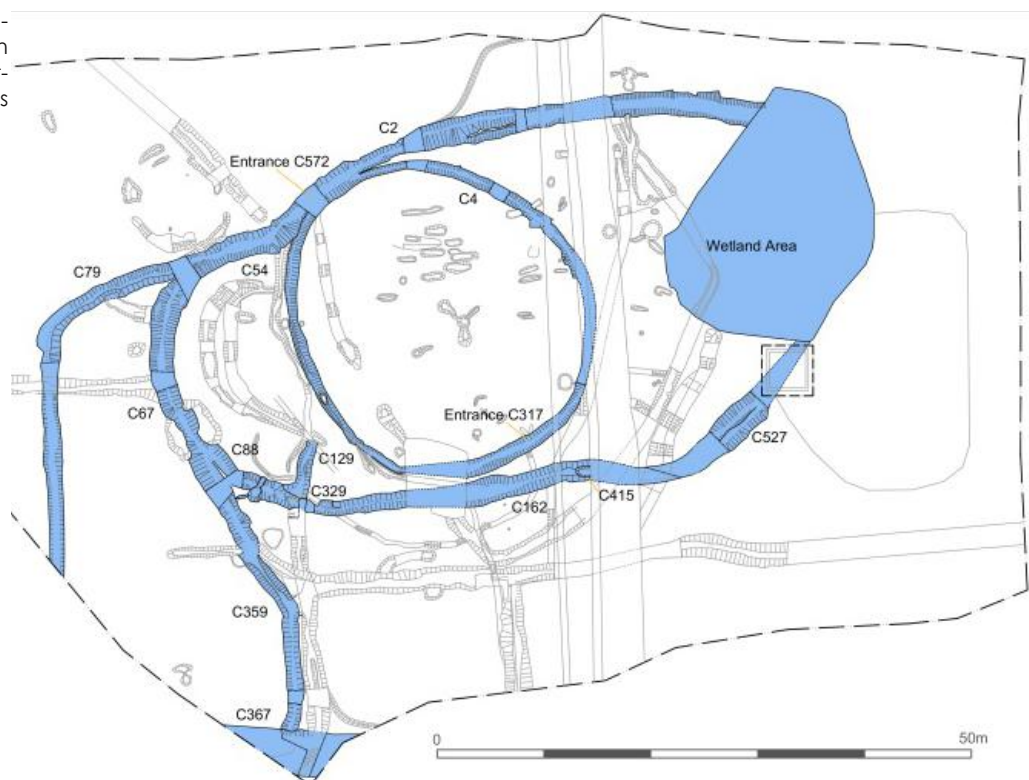 -
n
-
s
C2
Entrance C572
C4
Wetland Area
C79
C54
C67
Entrance C317
C88
C129
C527
C329
C162
C415
C359
C367
0
50m